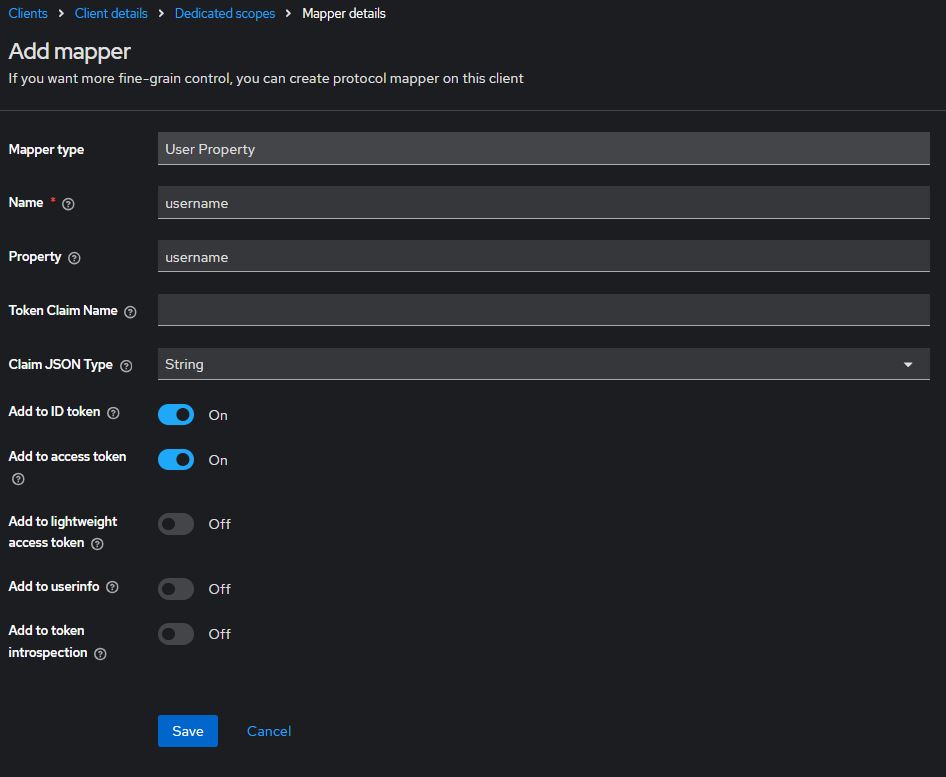 Clients > Client details > Dedicated scopes > Mapper details
Add mapper
If you want more fine-grain control, you can create protocol mapper on this client
Mapper type User Property
Name * username
Property username
Token Claim Name
Claim JSON Type String
Add to ID token On
Add to access token On
Add to lightweight
access token Off
Add to userinfo Off
Add to token
introspection Off
Save Cancel